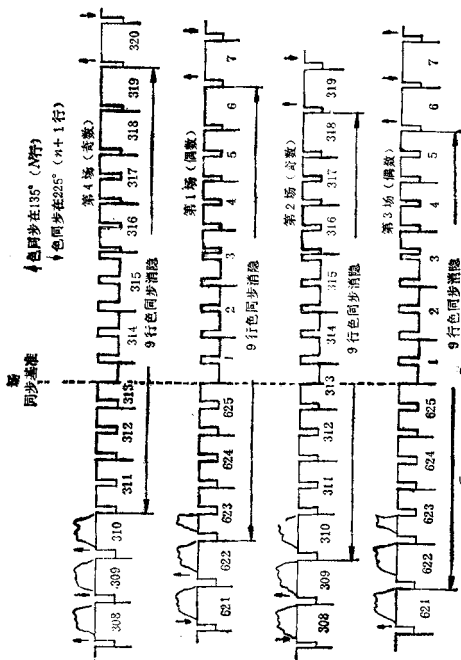 色同步在135°（N行）
色同步在225°（n+1行）
场
同步基准
第4场（奇数）
308 309 310 311 312 313 314 315 316 317 318 319 320
9行色同步消隐
第1场（偶数）
621 622 623 624 625 1 2 3 4 5 6 7
9行色同步消隐
第2场（奇数）
308 309 310 311 312 313 314 315 316 317 318 319
9行色同步消隐
第3场（偶数）
621 622 623 624 625 1 2 3 4 5 6 7
9行色同步消隐